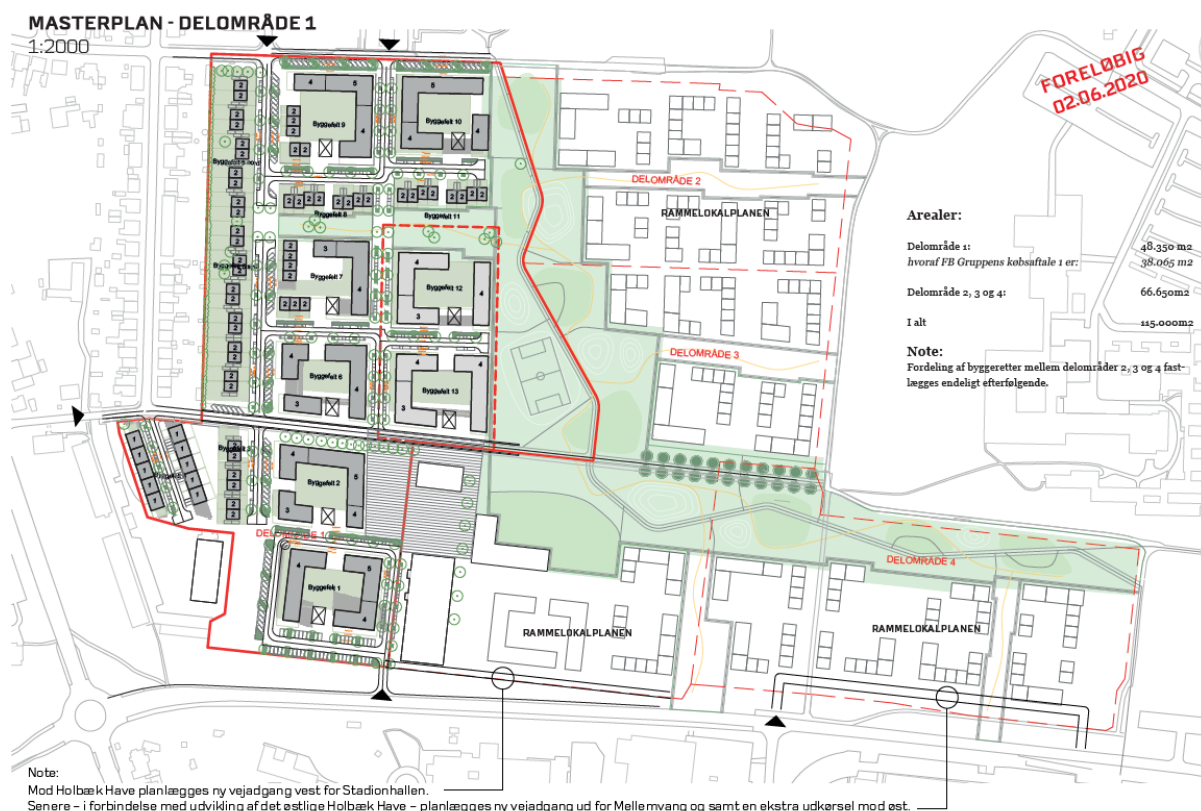 MASTERPLAN - DELOMRÅDE 1
1:2000
FORELØBIG
02.06.2020
Byggefelt 9
Byggefelt 10
Byggefelt 8
Byggefelt 11
Byggefelt 7
Byggefelt 12
Byggefelt 6
Byggefelt 13
Byggefelt 2
Byggefelt 1
DELOMRÅDE 1
DELOMRÅDE 2
RAMMELOKALPLANEN
DELOMRÅDE 3
DELOMRÅDE 4
RAMMELOKALPLANEN
RAMMELOKALPLANEN
Arealer:
Delområde 1: 48.350 m2
hvoraf FB Gruppens købsaftale 1 er: 38.065 m2
Delområde 2, 3 og 4: 66.650m2
I alt 115.000m2
Note:
Fordeling af byggeretter mellem delområder 2, 3 og 4 fast-
lægges endeligt efterfølgende.
Note:
Mod Holbæk Have planlægges ny vejadgang vest for Stadionhallen.
Senere – i forbindelse med udvikling af det østlige Holbæk Have – planlægges ny vejadgang ud for Mellemvang og samt en ekstra udkørsel mod øst.